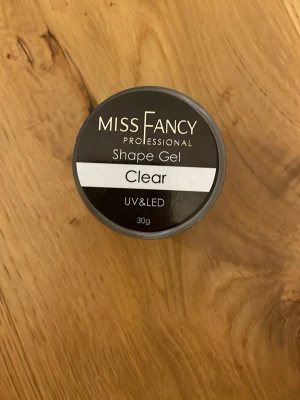 MISS FANCY
PROFESSIONAL
Shape Gel
Clear
UV&LED
30g